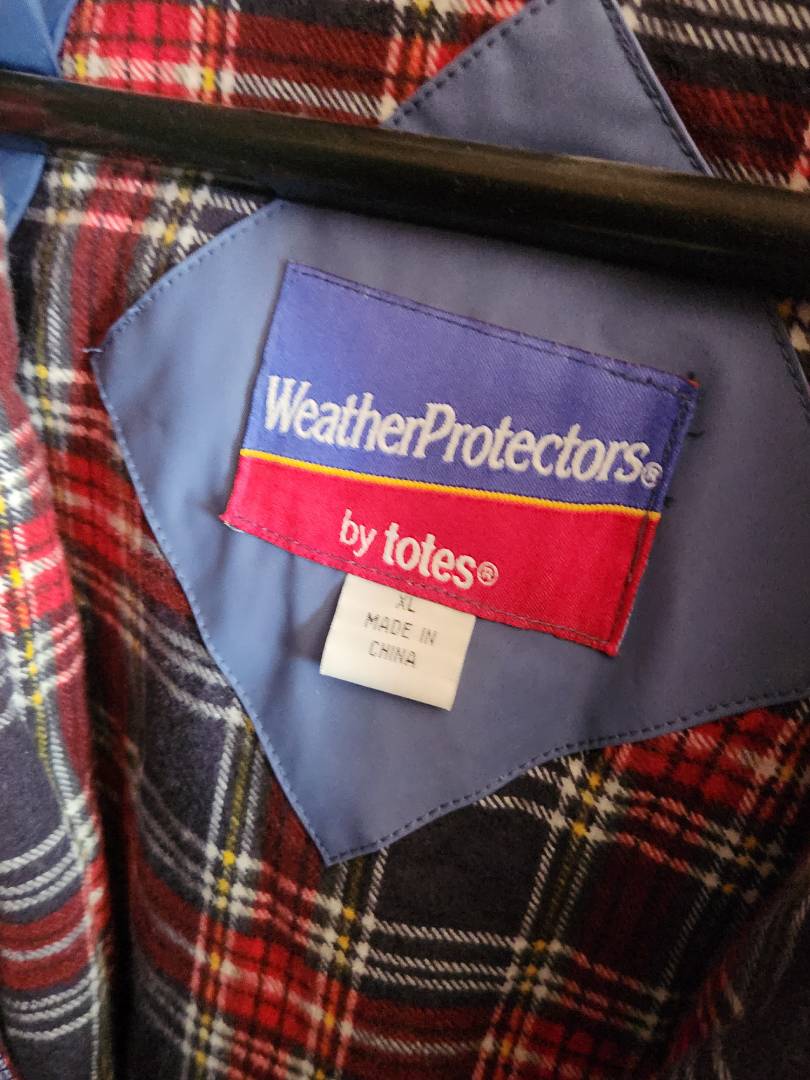 WeatherProtectors®
by totes®
XL
MADE IN
CHINA